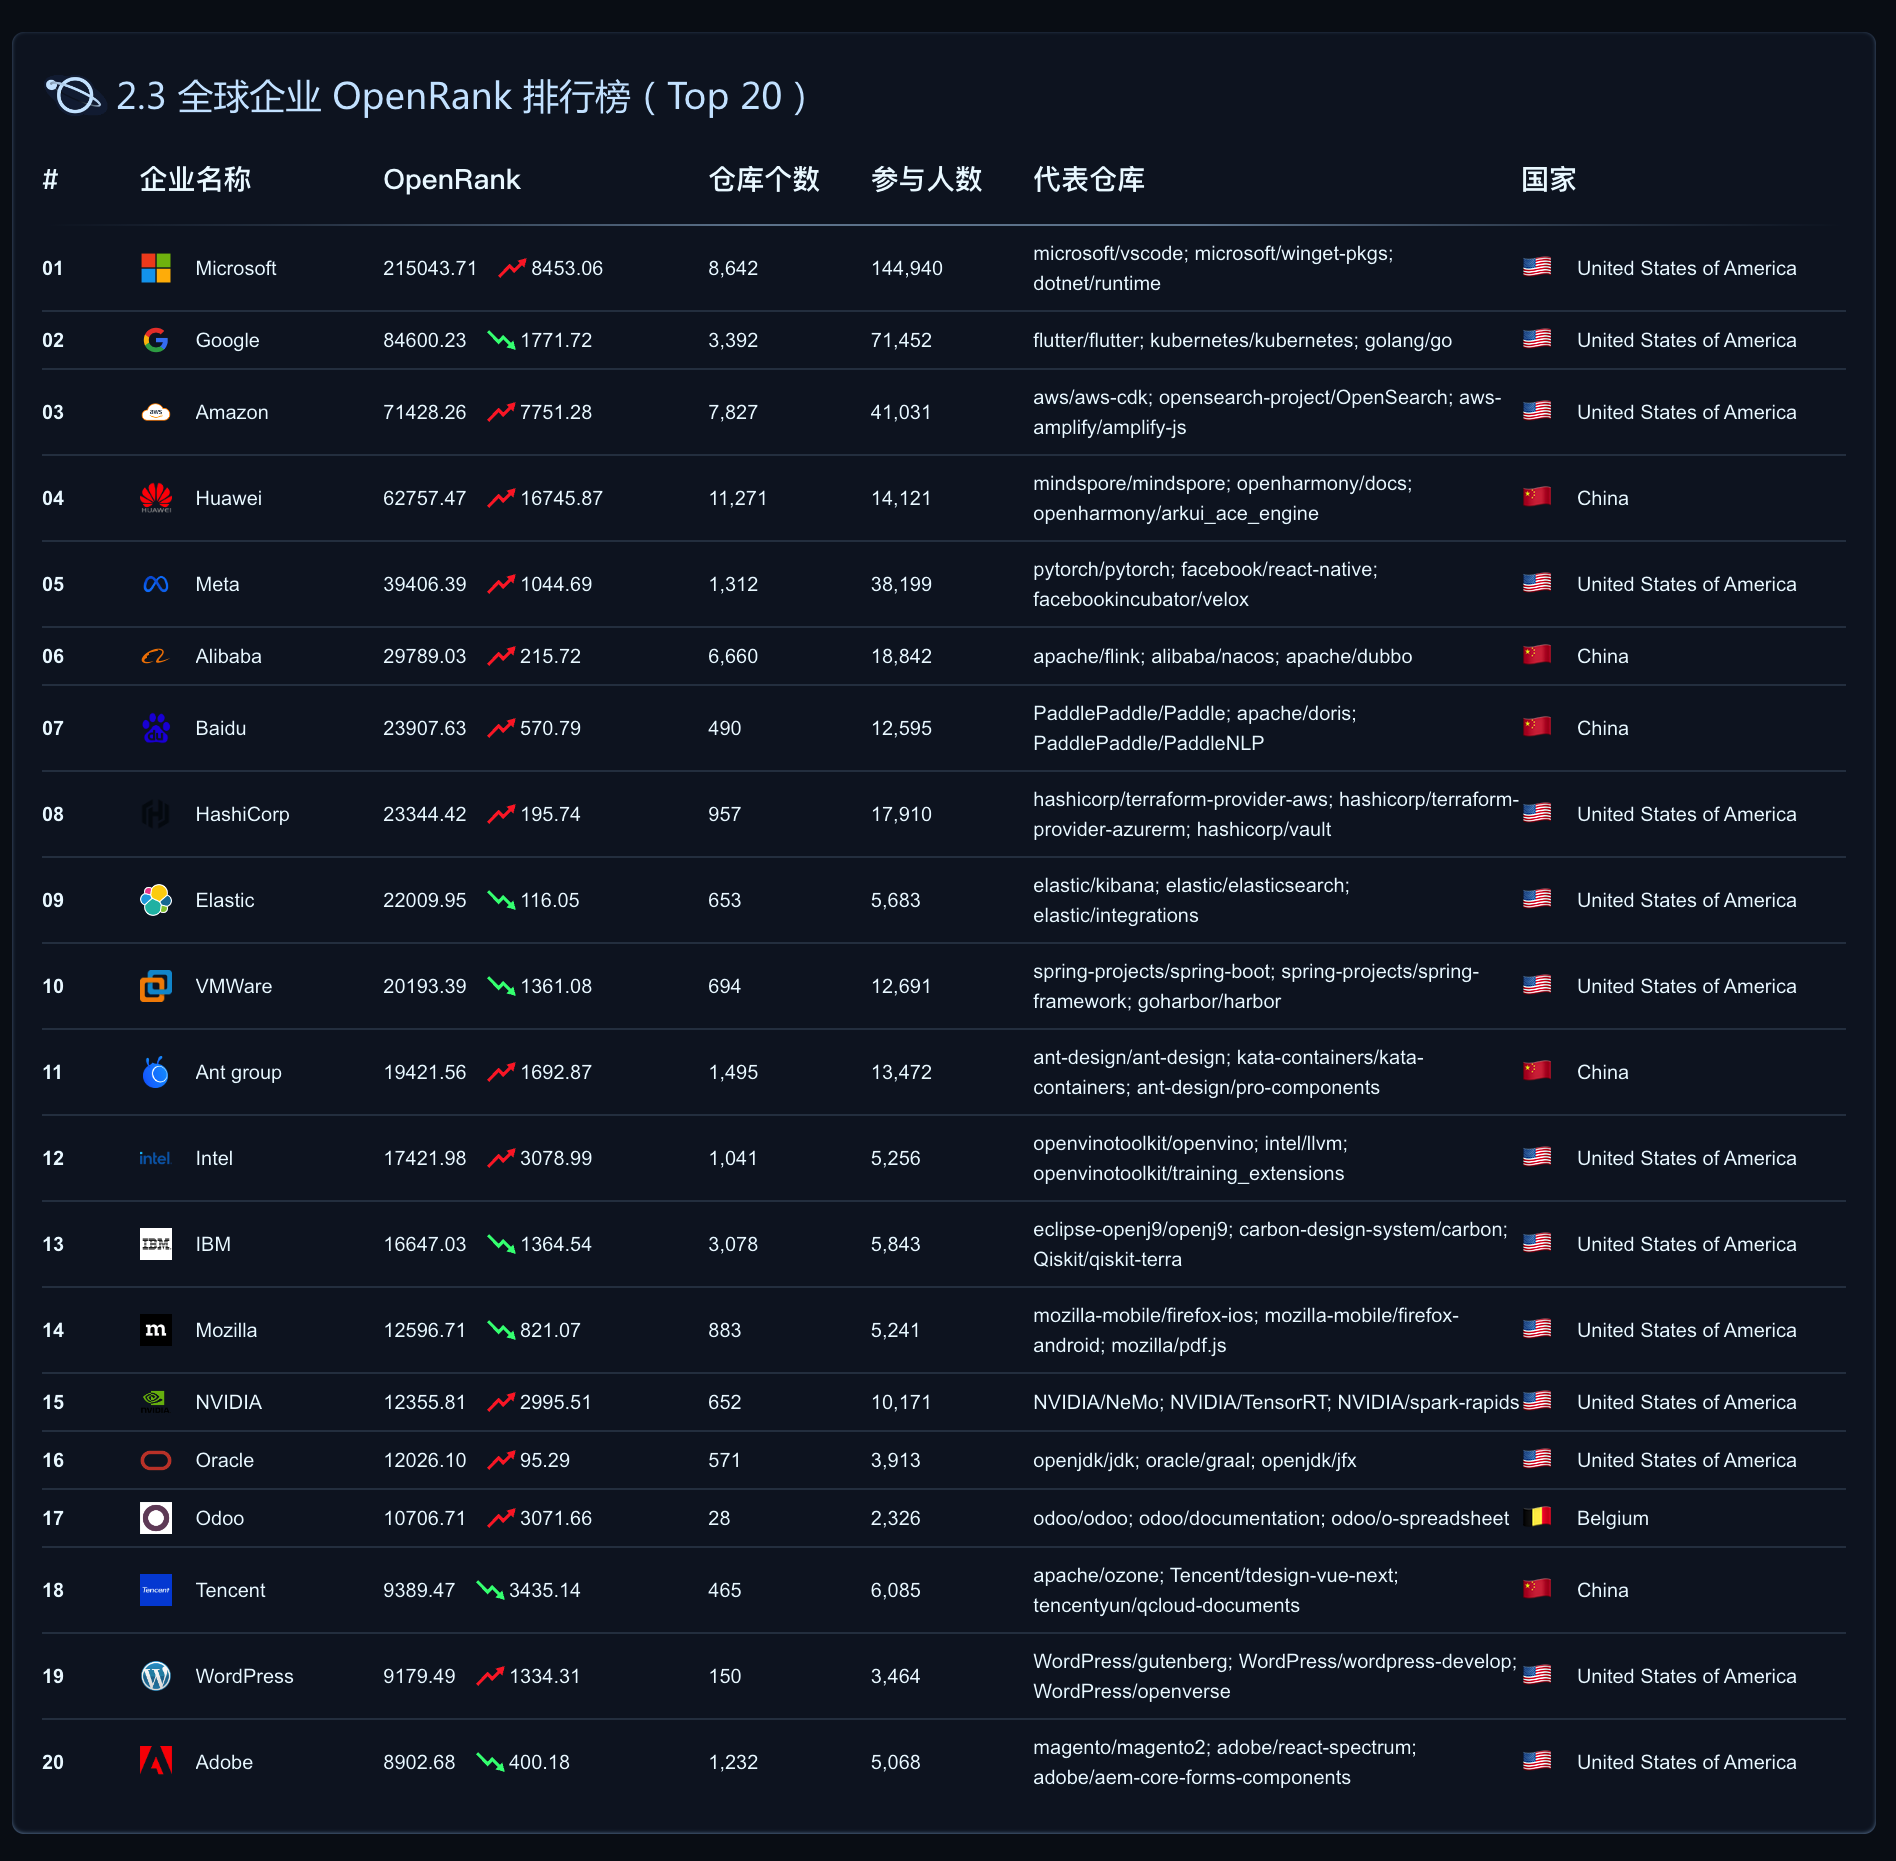 2.3 全球企业 OpenRank 排行榜（Top 20）
# 企业名称 OpenRank 仓库个数 参与人数 代表仓库 国家
01 Microsoft 215043.71 8453.06 8,642 144,940 microsoft/vscode; microsoft/winget-pkgs; United States of America
dotnet/runtime
02 Google 84600.23 1771.72 3,392 71,452 flutter/flutter; kubernetes/kubernetes; golang/go United States of America
03 aws Amazon 71428.26 7751.28 7,827 41,031 aws/aws-cdk; opensearch-project/OpenSearch; aws- United States of America
amplify/amplify-js
04 HUAWEI Huawei 62757.47 16745.87 11,271 14,121 mindspore/mindspore; openharmony/docs; China
openharmony/arkui_ace_engine
05 Meta 39406.39 1044.69 1,312 38,199 pytorch/pytorch; facebook/react-native; United States of America
facebookincubator/velox
06 Alibaba 29789.03 215.72 6,660 18,842 apache/flink; alibaba/nacos; apache/dubbo China
07 Baidu 23907.63 570.79 490 12,595 PaddlePaddle/Paddle; apache/doris; China
PaddlePaddle/PaddleNLP
08 HashiCorp 23344.42 195.74 957 17,910 hashicorp/terraform-provider-aws; hashicorp/terraform- United States of America
provider-azurerm; hashicorp/vault
09 Elastic 22009.95 116.05 653 5,683 elastic/kibana; elastic/elasticsearch; United States of America
elastic/integrations
10 VMWare 20193.39 1361.08 694 12,691 spring-projects/spring-boot; spring-projects/spring- United States of America
framework; goharbor/harbor
11 Ant group 19421.56 1692.87 1,495 13,472 ant-design/ant-design; kata-containers/kata- China
containers; ant-design/pro-components
12 intel Intel 17421.98 3078.99 1,041 5,256 openvinotoolkit/openvino; intel/llvm; United States of America
openvinotoolkit/training_extensions
13 IBM IBM 16647.03 1364.54 3,078 5,843 eclipse-openj9/openj9; carbon-design-system/carbon; United States of America
Qiskit/qiskit-terra
14 m Mozilla 12596.71 821.07 883 5,241 mozilla-mobile/firefox-ios; mozilla-mobile/firefox- United States of America
android; mozilla/pdf.js
15 NVIDIA NVIDIA 12355.81 2995.51 652 10,171 NVIDIA/NeMo; NVIDIA/TensorRT; NVIDIA/spark-rapids United States of America
16 Oracle 12026.10 95.29 571 3,913 openjdk/jdk; oracle/graal; openjdk/jfx United States of America
17 Odoo 10706.71 3071.66 28 2,326 odoo/odoo; odoo/documentation; odoo/o-spreadsheet Belgium
18 Tencent Tencent 9389.47 3435.14 465 6,085 apache/ozone; Tencent/tdesign-vue-next; China
tencentyun/qcloud-documents
19 WordPress 9179.49 1334.31 150 3,464 WordPress/gutenberg; WordPress/wordpress-develop; United States of America
WordPress/openverse
20 Adobe 8902.68 400.18 1,232 5,068 magento/magento2; adobe/react-spectrum; United States of America
adobe/aem-core-forms-components